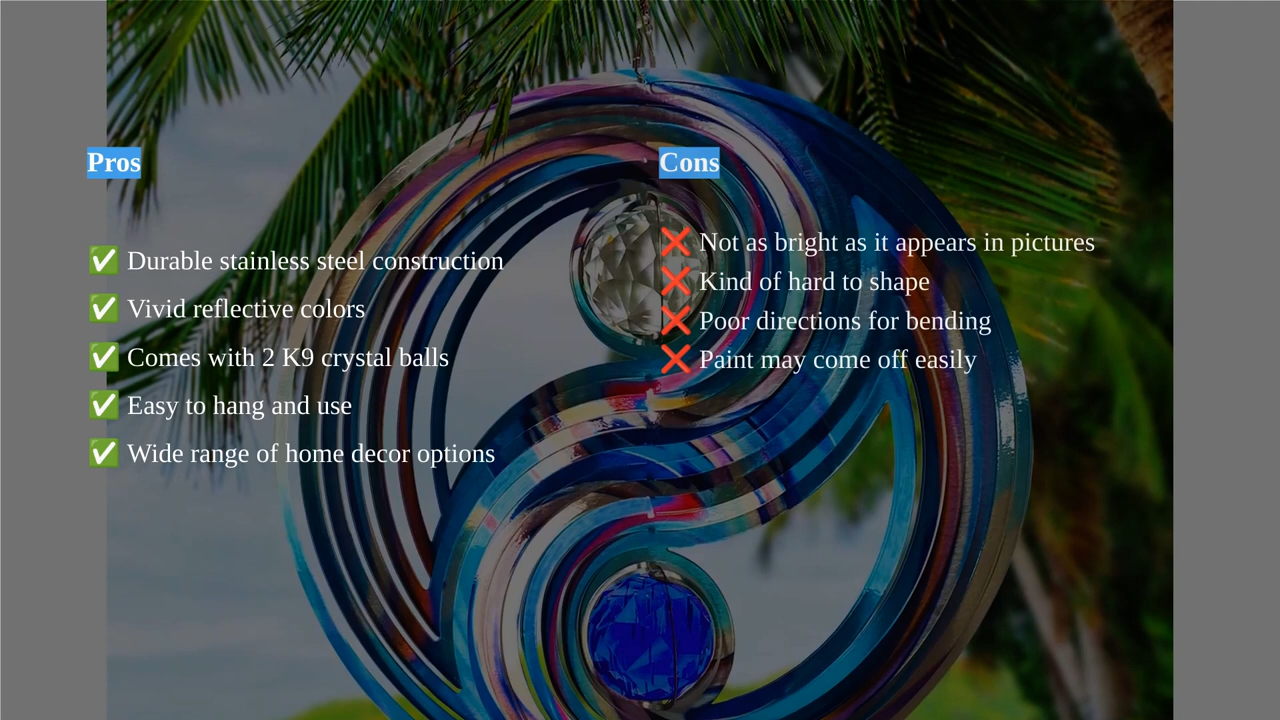 Pros
✅ Durable stainless steel construction
✅ Vivid reflective colors
✅ Comes with 2 K9 crystal balls
✅ Easy to hang and use
✅ Wide range of home decor options
Cons
❌ Not as bright as it appears in pictures
❌ Kind of hard to shape
❌ Poor directions for bending
❌ Paint may come off easily